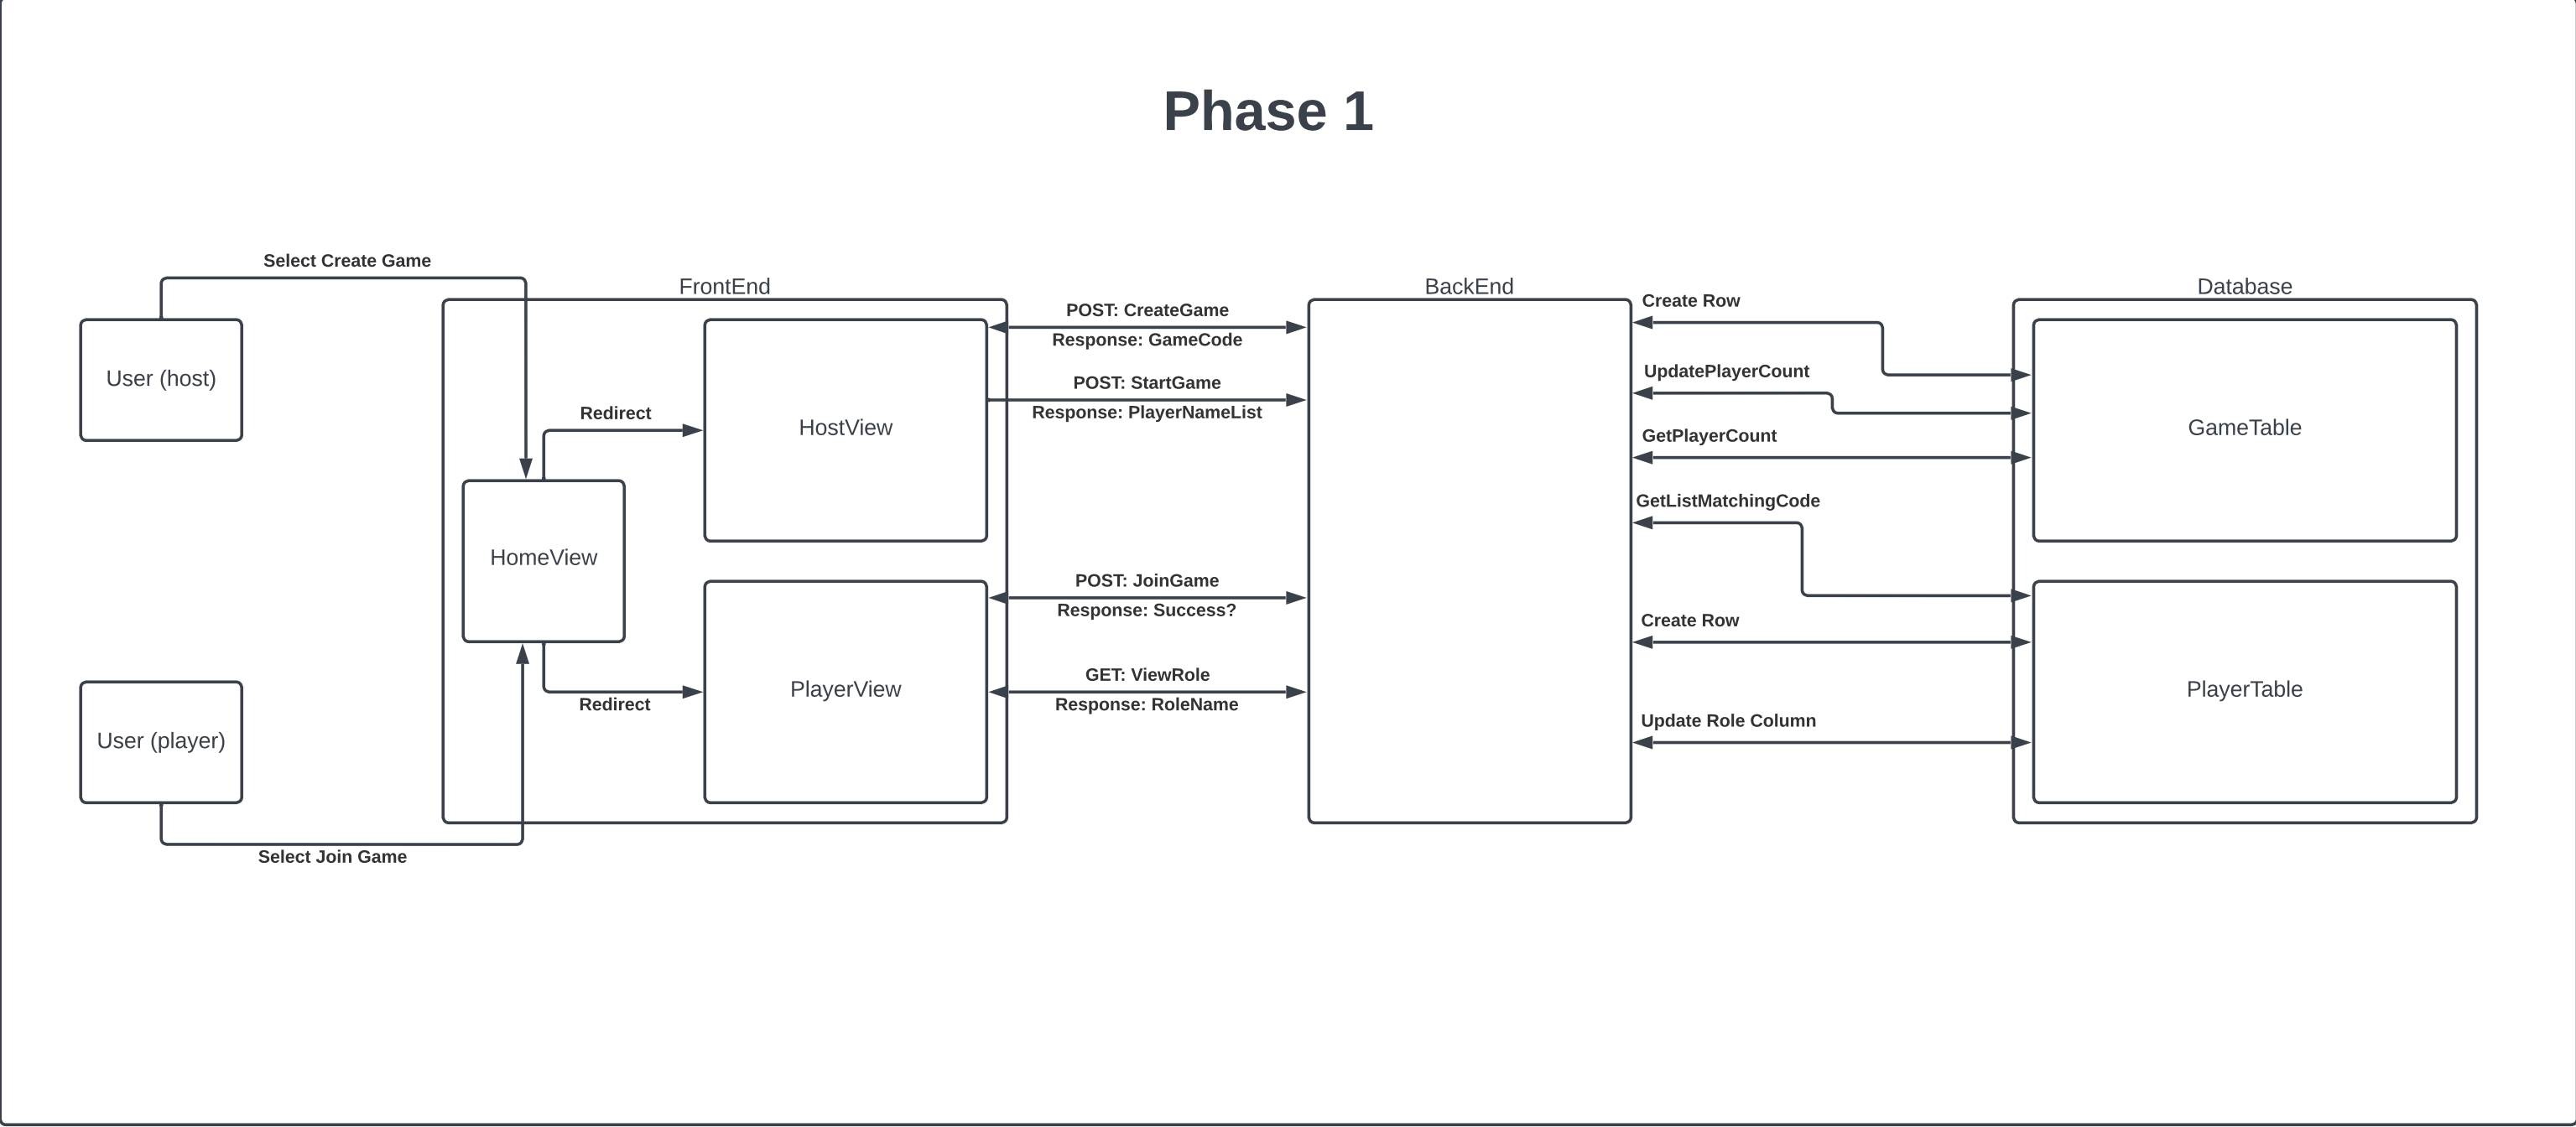 Phase 1
Select Create Game
FrontEnd
BackEnd
Database
User (host)
POST: CreateGame
Response: GameCode
POST: StartGame
Response: PlayerNameList
Redirect
HostView
HomeView
Redirect
PlayerView
POST: JoinGame
Response: Success?
GET: ViewRole
Response: RoleName
Create Row
UpdatePlayerCount
GetPlayerCount
GetListMatchingCode
Create Row
Update Role Column
GameTable
PlayerTable
User (player)
Select Join Game